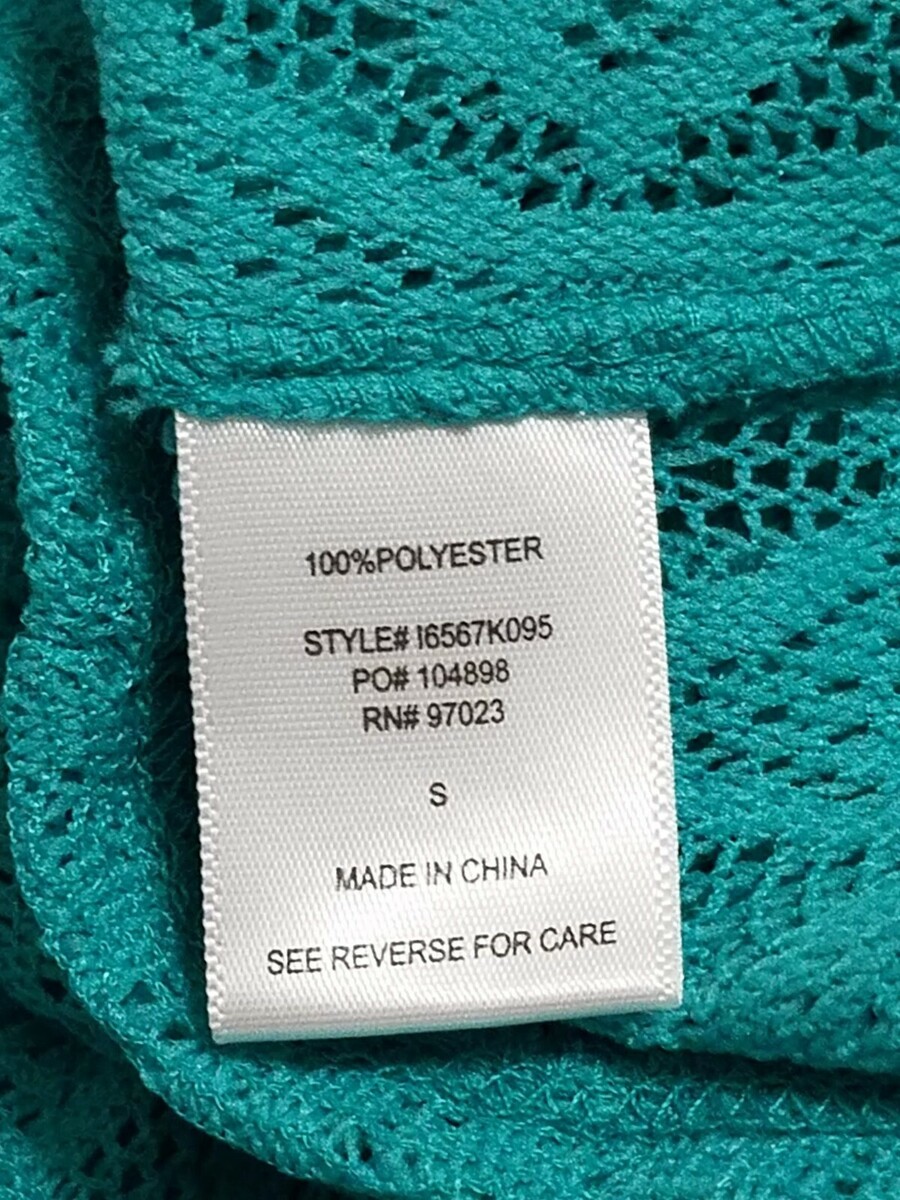 100%POLYESTER
STYLE# I6567K095
PO# 104898
RN# 97023
S
MADE IN CHINA
SEE REVERSE FOR CARE